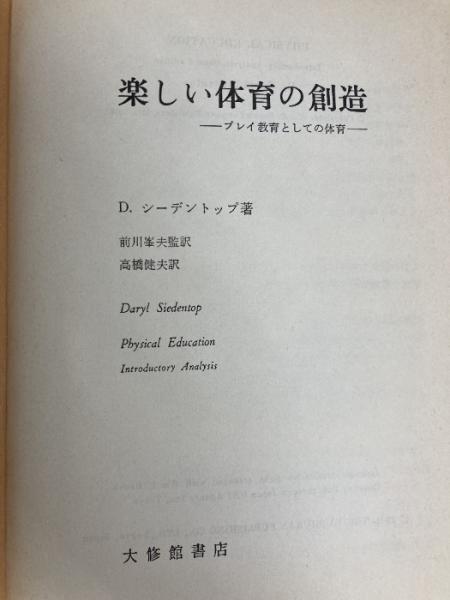 楽しい体育の創造
──プレイ教育としての体育──
D. シーデントップ著
前川峯夫監訳
高橋健夫訳
Daryl Siedentop
Physical Education
Introductory Analysis
大修館書店